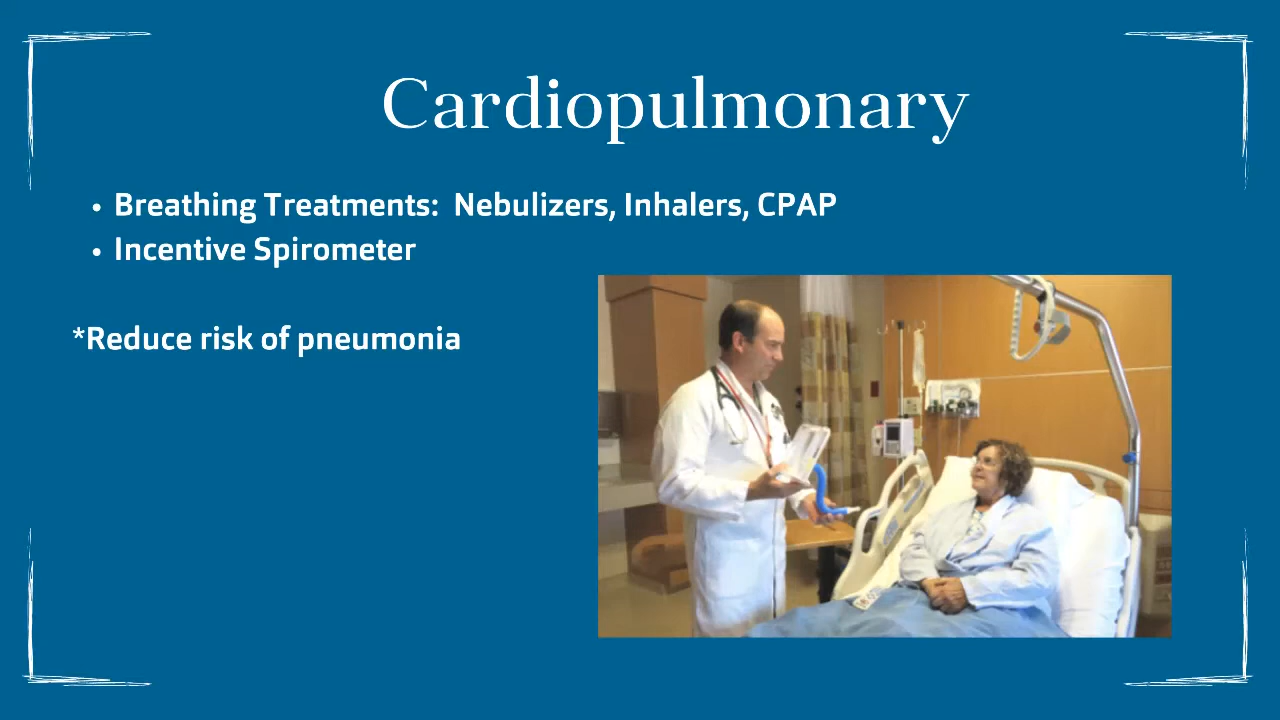 Cardiopulmonary
• Breathing Treatments:  Nebulizers, Inhalers, CPAP
• Incentive Spirometer
*Reduce risk of pneumonia